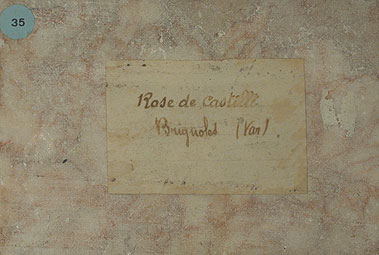 35
Rose de Castille
Brignoles (Var).